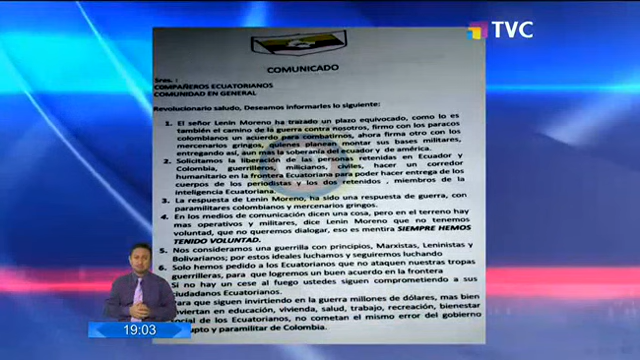 TVC
COMUNICADO
Sres. :
COMPAÑEROS ECUATORIANOS
COMUNIDAD EN GENERAL
Revolucionario saludo, Deseamos informarles lo siguiente:
1. El señor Lenin Moreno ha trazado un plazo equivocado, como lo es
también el camino de la guerra contra nosotros, firmo con los paracos
colombianos un acuerdo para combatirnos, ahora firma otro con los
mercenarios gringos, quienes planean montar sus bases militares,
entregando así, aun mas la soberanía del ecuador y de américa.
2. Solicitamos la liberación de las personas retenidas en Ecuador y
Colombia, guerrilleros, milicianos, civiles, hacer un corredor
humanitario en la frontera Ecuatoriana para poder hacer entrega de los
cuerpos de los periodistas y los dos retenidos , miembros de la
inteligencia Ecuatoriana.
3. La respuesta de Lenin Moreno, ha sido una respuesta de guerra, con
paramilitares colombianos y mercenarios gringos.
4. En los medios de comunicación dicen una cosa, pero en el terreno hay
mas operativos y militares, dice Lenin Moreno que no tenemos
voluntad, que no queremos dialogar, eso es mentira SIEMPRE HEMOS
TENIDO VOLUNTAD.
5. Nos consideramos una guerrilla con principios, Marxistas, Leninistas y
Bolivarianos; por estos ideales luchamos y seguiremos luchando
6. Solo hemos pedido a los Ecuatorianos que no ataquen nuestras tropas
guerrilleras, para que logremos un buen acuerdo en la frontera
Si no hay un cese al fuego ustedes siguen comprometiendo a sus
ciudadanos Ecuatorianos.
Para que siguen invirtiendo en la guerra millones de dólares, mas bien
inviertan en educación, vivienda, salud, trabajo, recreación, bienestar
social de los Ecuatorianos, no cometan el mismo error del gobierno
corrupto y paramilitar de Colombia.
19:03